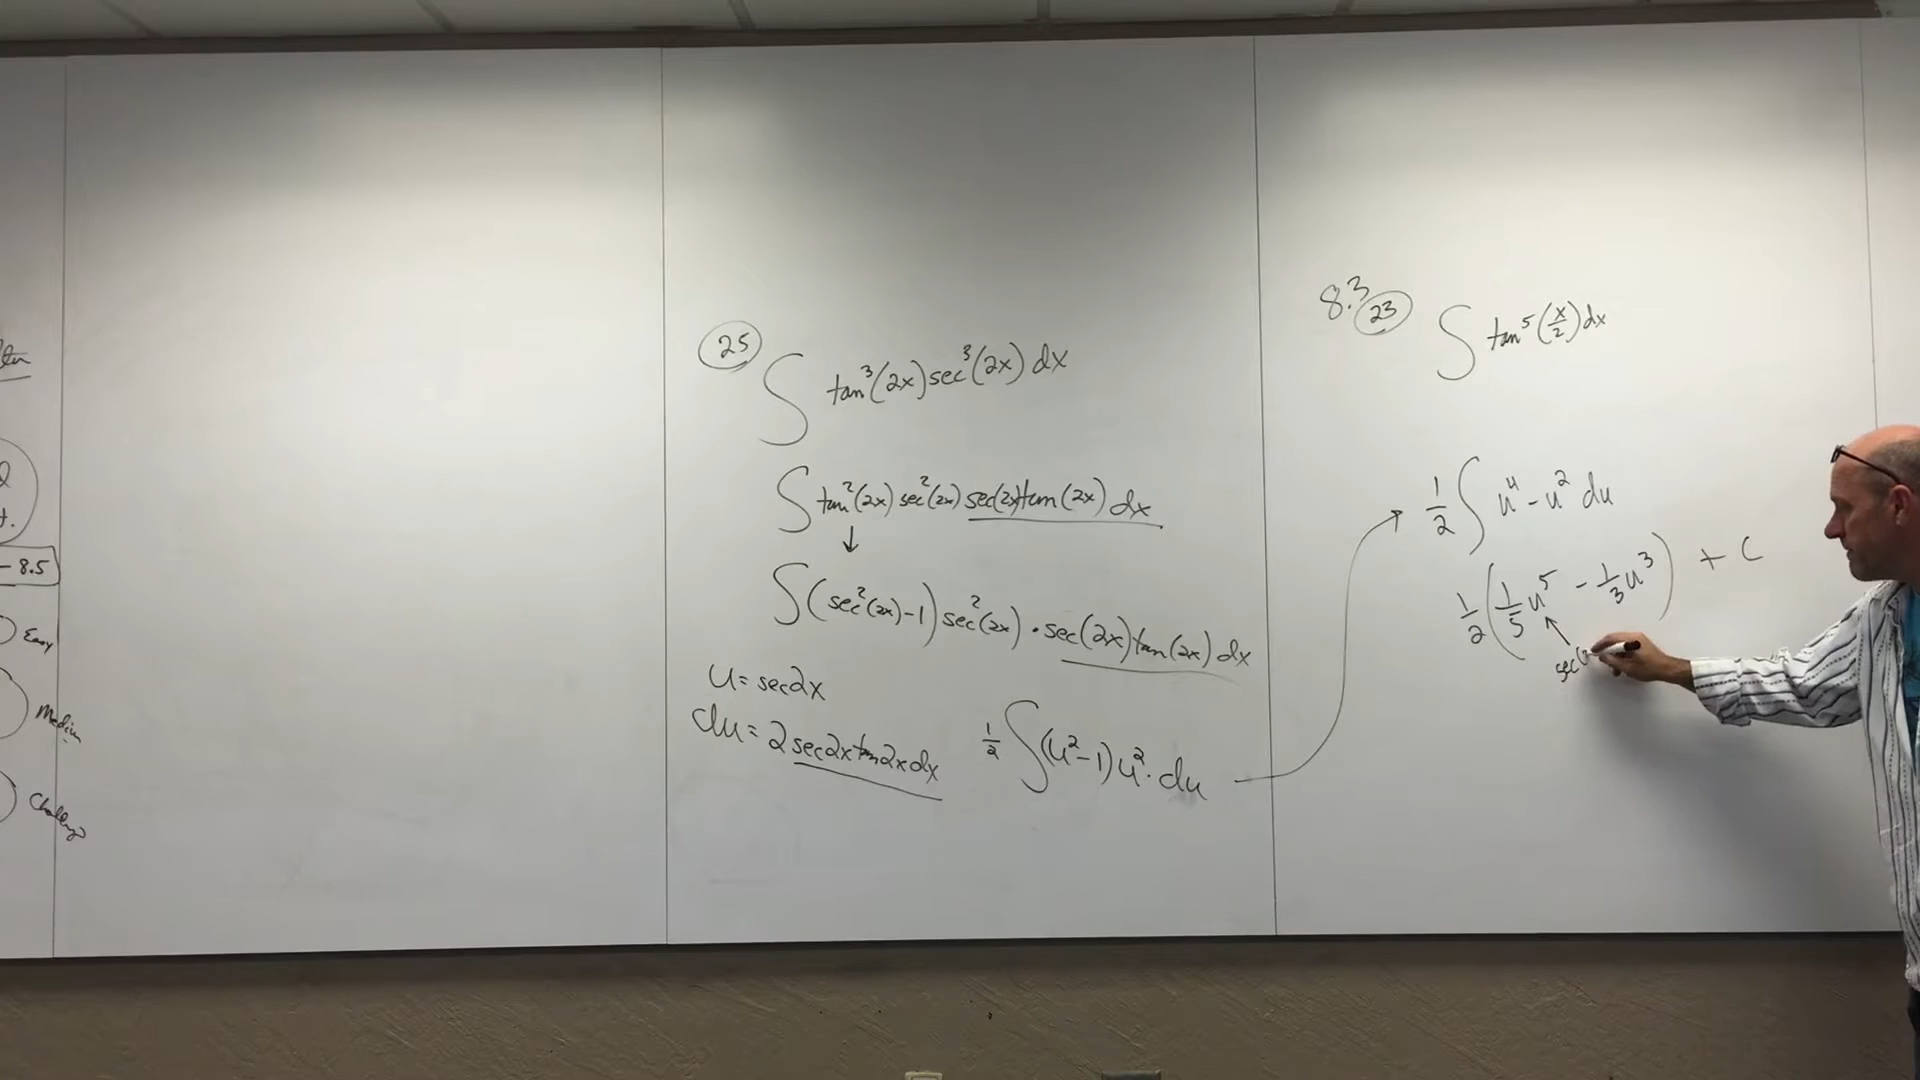 - 8.5
Easy
Medium
25
∫ tan³(2x) sec³(2x) dx
∫ tan²(2x) sec²(2x) sec(2x) tan(2x) dx
↓
∫ (sec²(2x) - 1) sec²(2x) · sec(2x) tan(2x) dx
u = sec2x
du = 2 sec2x tan2x dx
1/2 ∫ (u² - 1) u² · du
8.3
23
∫ tan⁵(x/2) dx
1/2 ∫ u⁴ - u² du
1/2 (1/5 u⁵ - 1/3 u³) + C
sec(